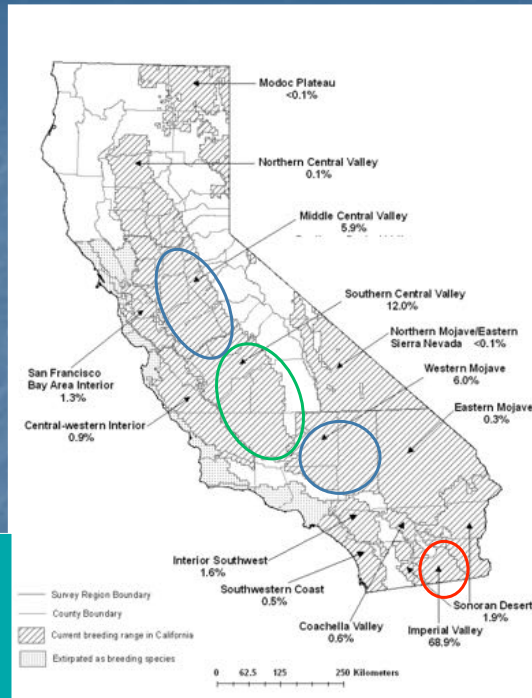 Modoc Plateau
<0.1%
Northern Central Valley
0.1%
Middle Central Valley
5.9%
Southern Central Valley
12.0%
Northern Mojave/Eastern
Sierra Nevada <0.1%
Western Mojave
6.0%
Eastern Mojave
0.3%
San Francisco
Bay Area Interior
1.3%
Central-western Interior
0.9%
Interior Southwest
1.6%
Southwestern Coast
0.5%
Coachella Valley
0.6%
Imperial Valley
68.9%
Sonoran Desert
1.9%
Survey Region Boundary
County Boundary
Current breeding range in California
Extirpated as breeding species
0 62.5 125 250 Kilometers